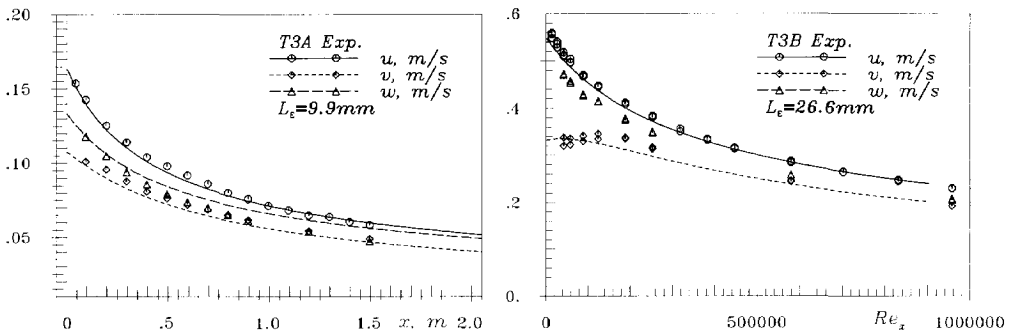 .20
.15
.10
.05
T3A Exp.
u, m/s
v, m/s
w, m/s
Lε=9.9mm
0
.5
1.0
1.5
x, m
2.0
.6
.4
.2
0.
T3B Exp.
u, m/s
v, m/s
w, m/s
Lε=26.6mm
0
500000
Reₓ
1000000